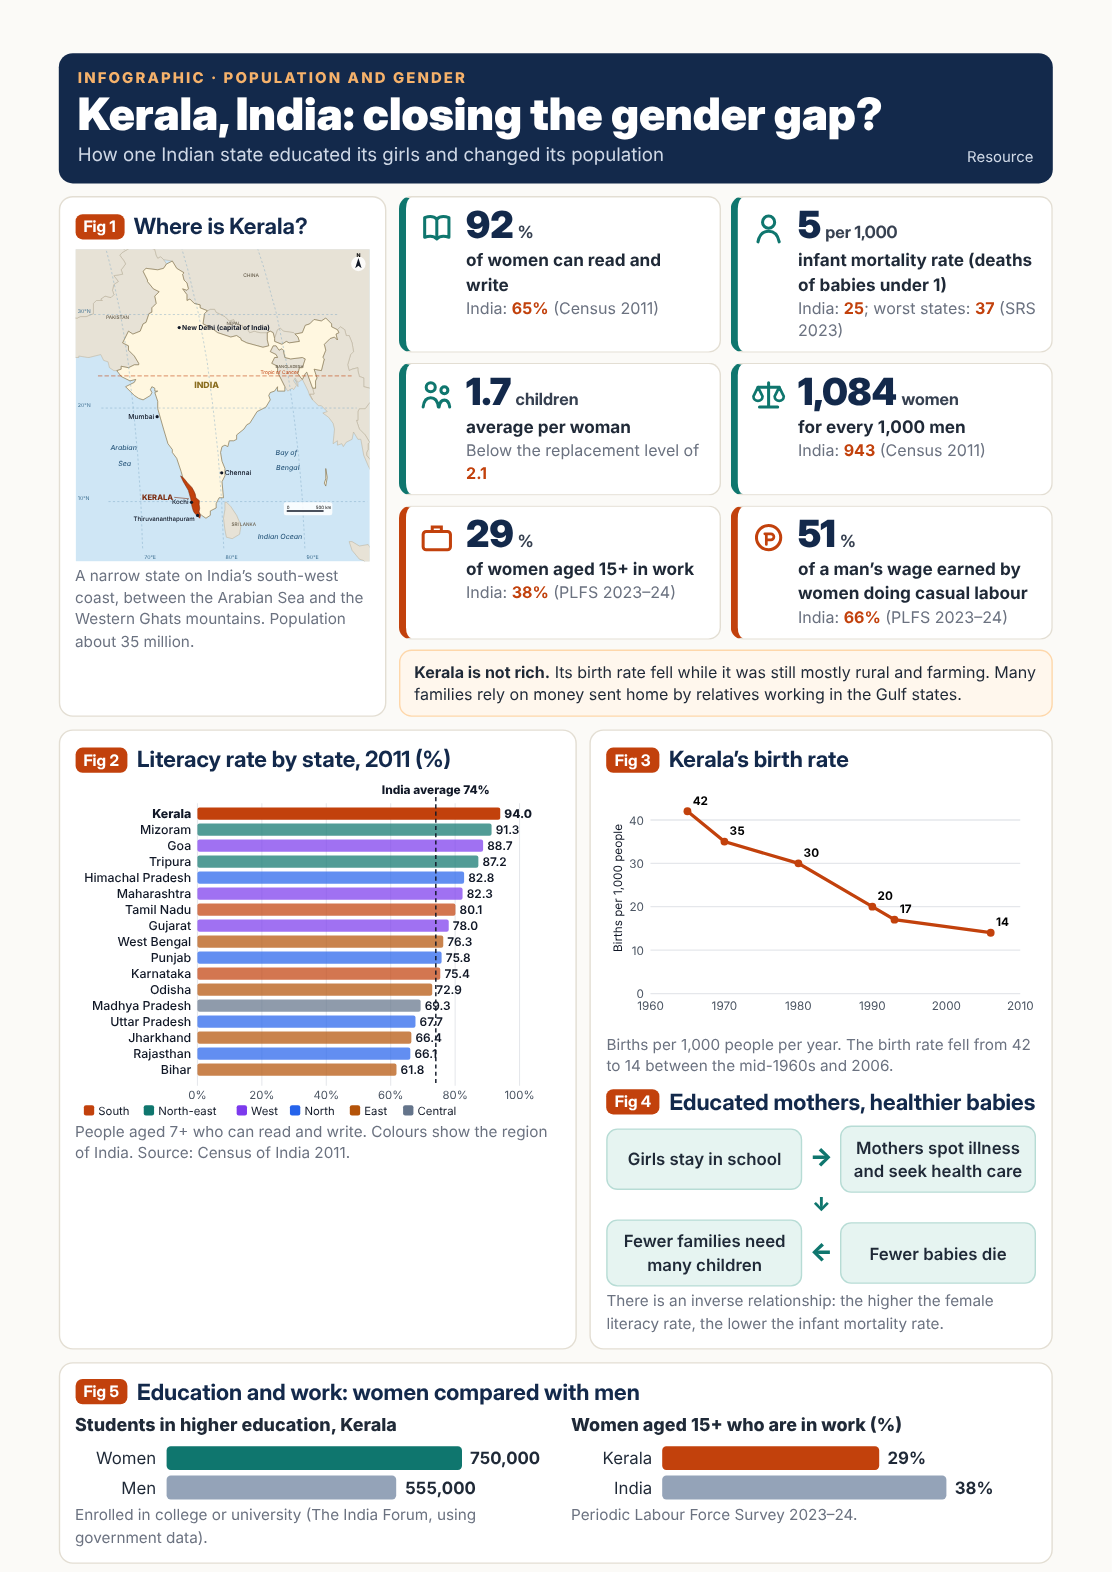 INFOGRAPHIC · POPULATION AND GENDER
Kerala, India: closing the gender gap?
How one Indian state educated its girls and changed its population
Resource
Fig 1 Where is Kerala?
N
CHINA
30°N
PAKISTAN
NEPAL
New Delhi (capital of India)
BANGLADESH
Tropic of Cancer
INDIA
20°N
Mumbai
Arabian
Sea
Bay of
Bengal
Chennai
10°N
KERALA
Kochi
0 500 km
Thiruvananthapuram
SRI LANKA
Indian Ocean
70°E 80°E 90°E
A narrow state on India's south-west
coast, between the Arabian Sea and the
Western Ghats mountains. Population
about 35 million.
92 %
of women can read and
write
India: 65% (Census 2011)
5 per 1,000
infant mortality rate (deaths
of babies under 1)
India: 25; worst states: 37 (SRS
2023)
1.7 children
average per woman
Below the replacement level of
2.1
1,084 women
for every 1,000 men
India: 943 (Census 2011)
29 %
of women aged 15+ in work
India: 38% (PLFS 2023–24)
51 %
of a man's wage earned by
women doing casual labour
India: 66% (PLFS 2023–24)
Kerala is not rich. Its birth rate fell while it was still mostly rural and farming. Many
families rely on money sent home by relatives working in the Gulf states.
Fig 2 Literacy rate by state, 2011 (%)
India average 74%
Kerala 94.0
Mizoram 91.3
Goa 88.7
Tripura 87.2
Himachal Pradesh 82.8
Maharashtra 82.3
Tamil Nadu 80.1
Gujarat 78.0
West Bengal 76.3
Punjab 75.8
Karnataka 75.4
Odisha 72.9
Madhya Pradesh 69.3
Uttar Pradesh 67.7
Jharkhand 66.4
Rajasthan 66.1
Bihar 61.8
0% 20% 40% 60% 80% 100%
South North-east West North East Central
People aged 7+ who can read and write. Colours show the region
of India. Source: Census of India 2011.
Fig 3 Kerala's birth rate
Births per 1,000 people
40
30
20
10
0
42
35
30
20
17
14
1960 1970 1980 1990 2000 2010
Births per 1,000 people per year. The birth rate fell from 42
to 14 between the mid-1960s and 2006.
Fig 4 Educated mothers, healthier babies
Girls stay in school
Mothers spot illness
and seek health care
Fewer families need
many children
Fewer babies die
There is an inverse relationship: the higher the female
literacy rate, the lower the infant mortality rate.
Fig 5 Education and work: women compared with men
Students in higher education, Kerala
Women 750,000
Men 555,000
Enrolled in college or university (The India Forum, using
government data).
Women aged 15+ who are in work (%)
Kerala 29%
India 38%
Periodic Labour Force Survey 2023–24.